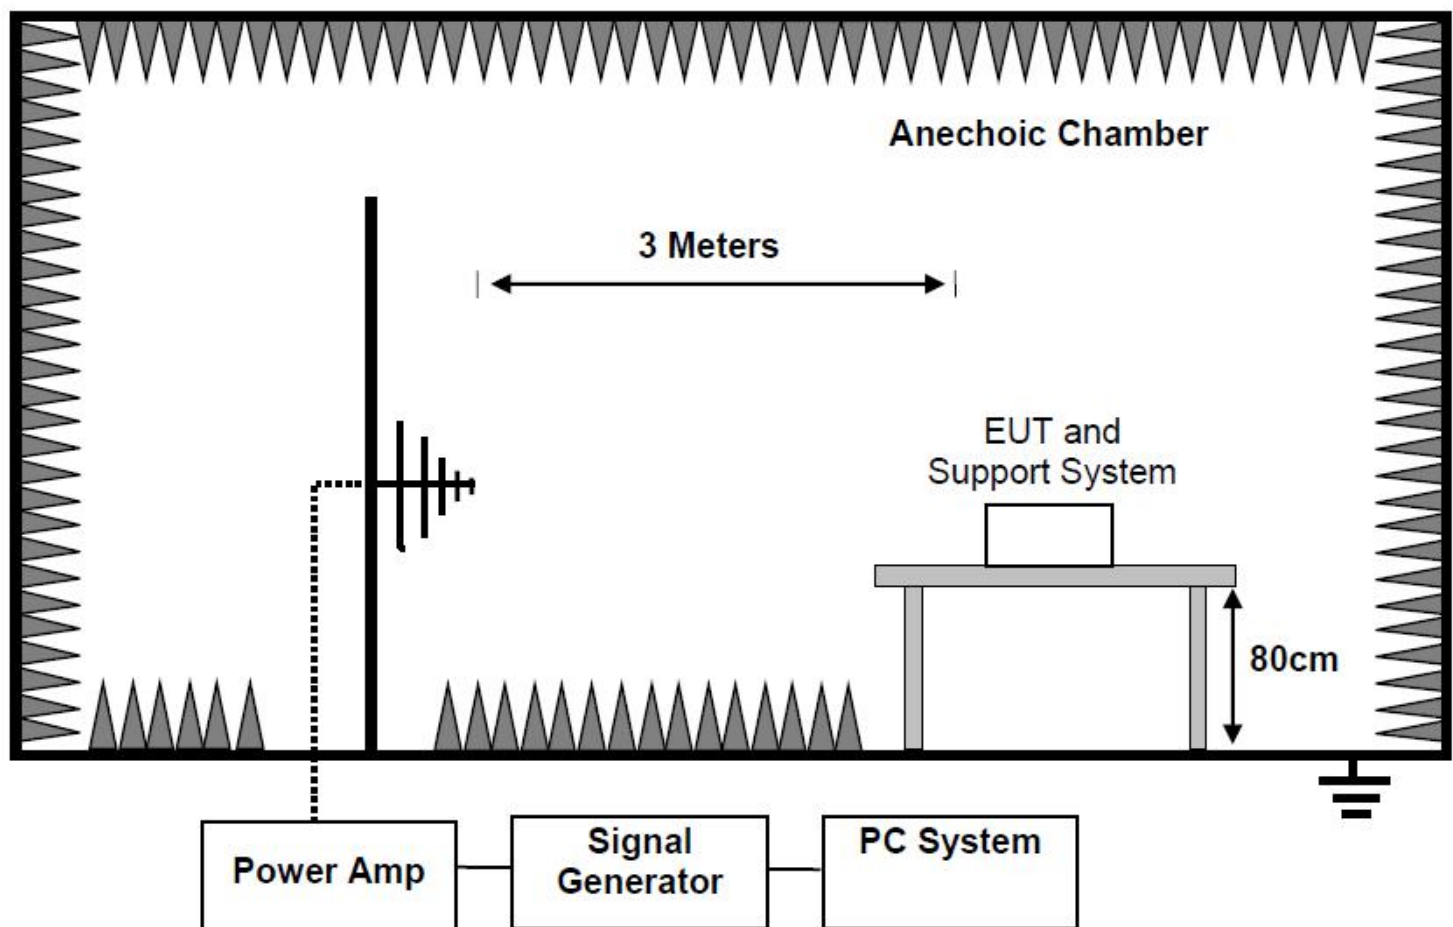 Anechoic Chamber
3 Meters
EUT and
Support System
80cm
Power Amp
Signal
Generator
PC System